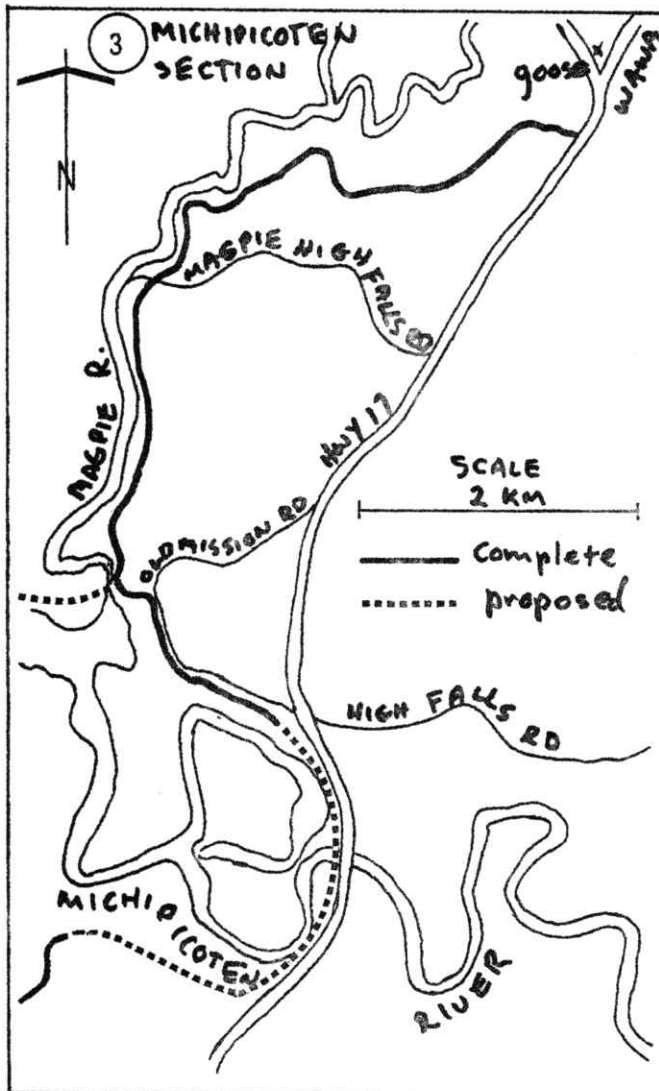 3 MICHIPICOTEN
SECTION
N
goose
x
WAWA
MAGPIE HIGH FALLS RD
MAGPIE R.
HWY 17
SCALE
2 KM
OLD MISSION RD
complete
proposed
HIGH FALLS RD
MICHIPICOTEN
RIVER